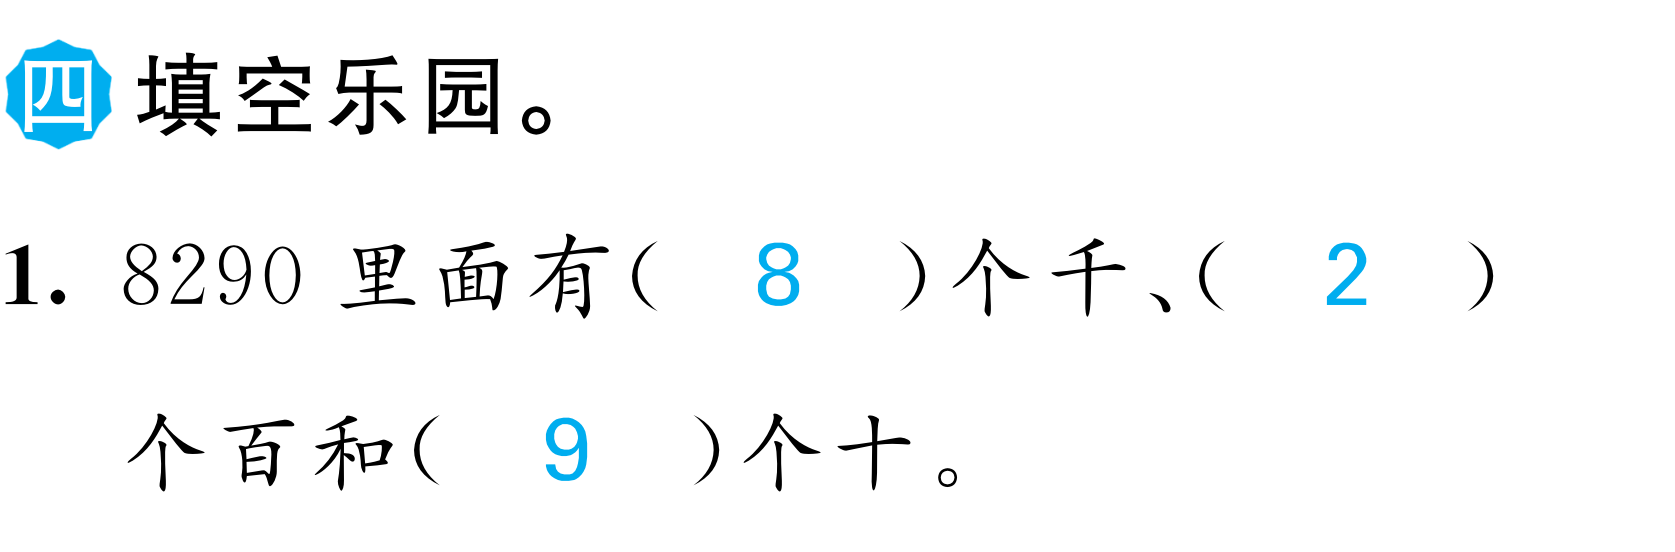 四 填空乐园。
1. 8290 里面有( 8 )个千、( 2 )
个百和( 9 )个十。